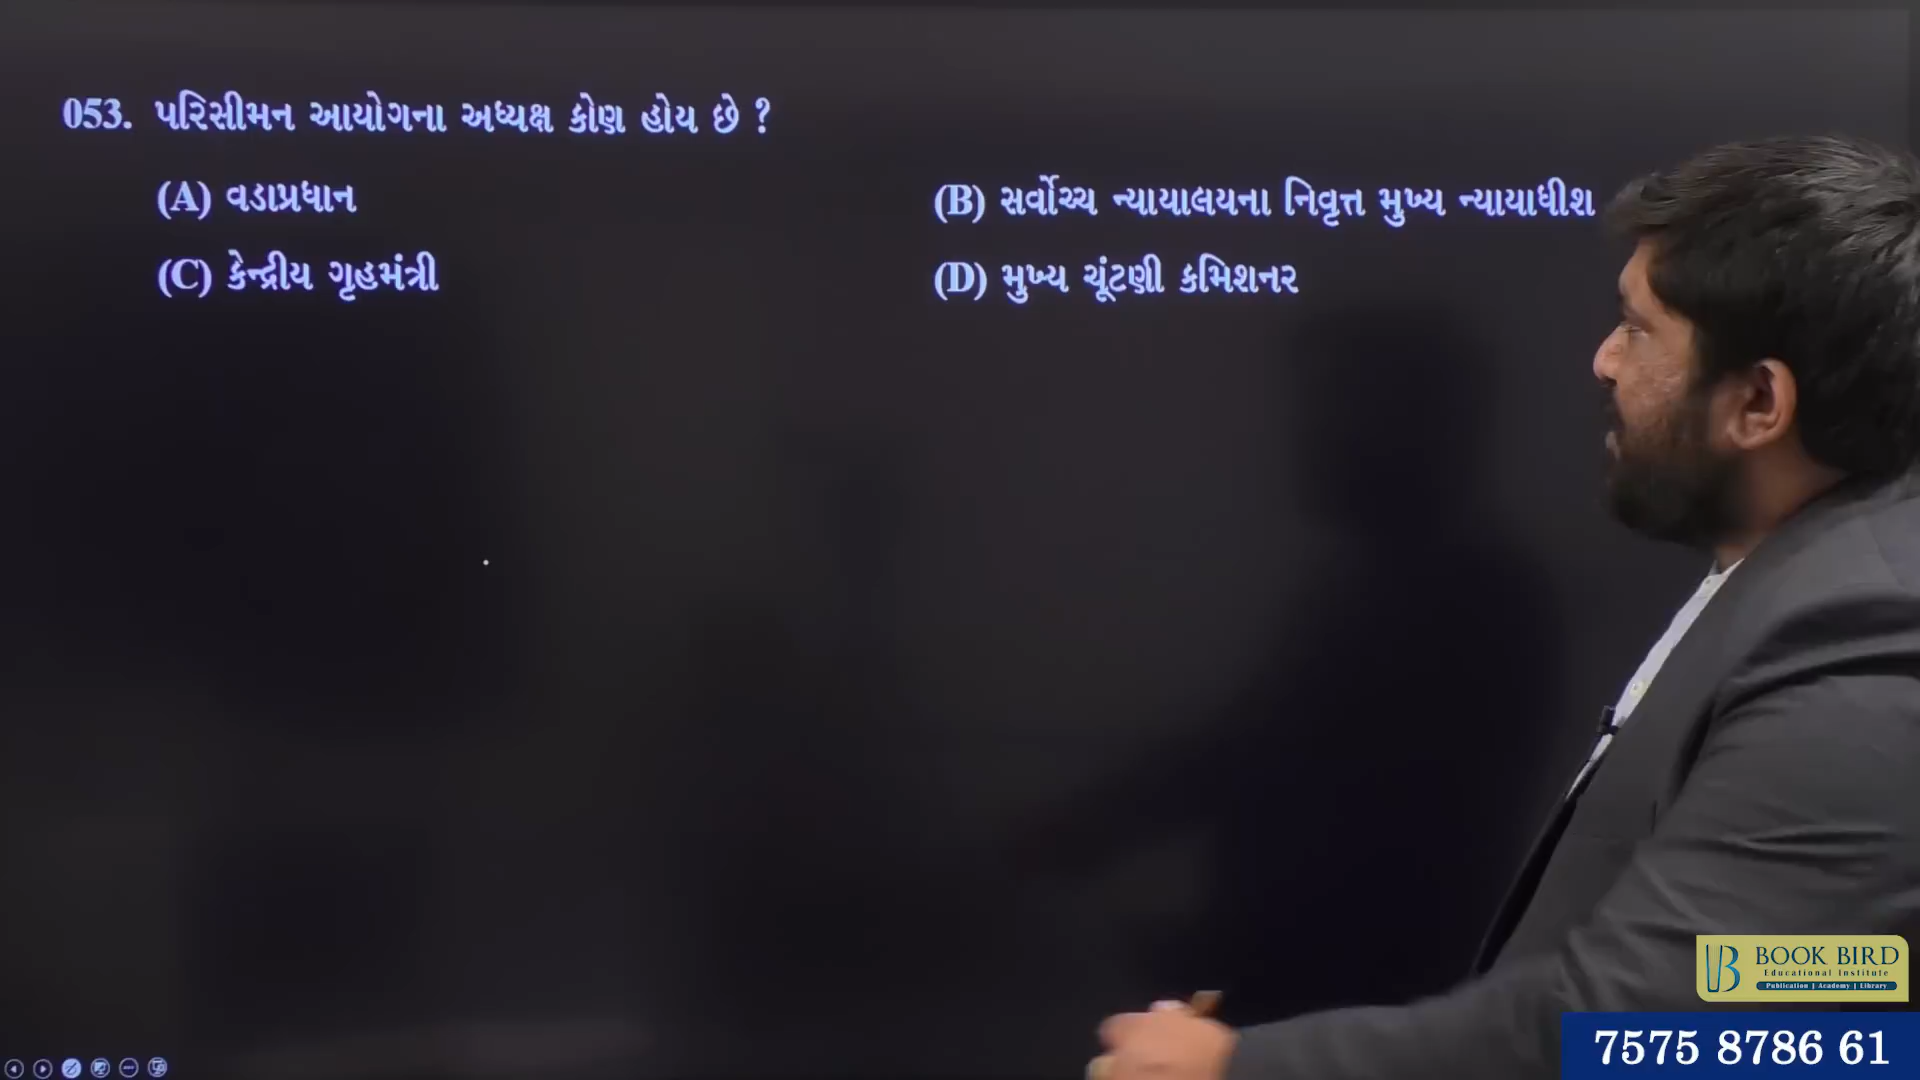 053. પરિસીમન આયોગના અધ્યક્ષ કોણ હોય છે ?
(A) વડાપ્રધાન
(B) સર્વોચ્ચ ન્યાયાલયના નિવૃત્ત મુખ્ય ન્યાયાધીશ
(C) કેન્દ્રીય ગૃહમંત્રી
(D) મુખ્ય ચૂંટણી કમિશનર
BOOK BIRD
Educational Institute
Publication | Academy | Library
7575 8786 61